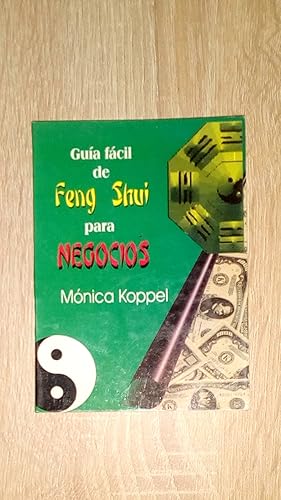 Guía fácil
de
Feng Shui
para
NEGOCIOS
Mónica Koppel